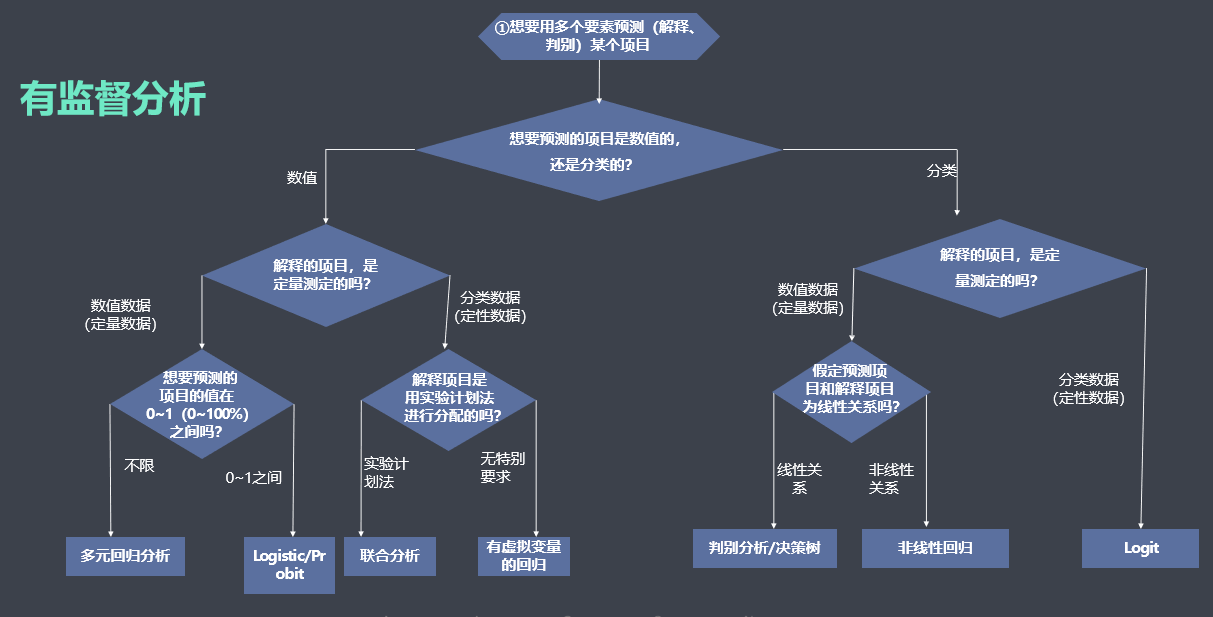 ①想要用多个要素预测（解释、
判别）某个项目
有监督分析
想要预测的项目是数值的，
还是分类的？
数值
分类
解释的项目，是
定量测定的吗？
解释的项目，是定
量测定的吗？
数值数据
(定量数据)
分类数据
(定性数据)
数值数据
(定量数据)
分类数据
(定性数据)
想要预测的
项目的值在
0~1（0~100%）
之间吗？
解释项目是
用实验计划法
进行分配的吗？
假定预测项
目和解释项目
为线性关系吗？
不限
0~1之间
实验计
划法
无特别
要求
线性关
系
非线性
关系
多元回归分析
Logistic/Pr
obit
联合分析
有虚拟变量
的回归
判别分析/决策树
非线性回归
Logit